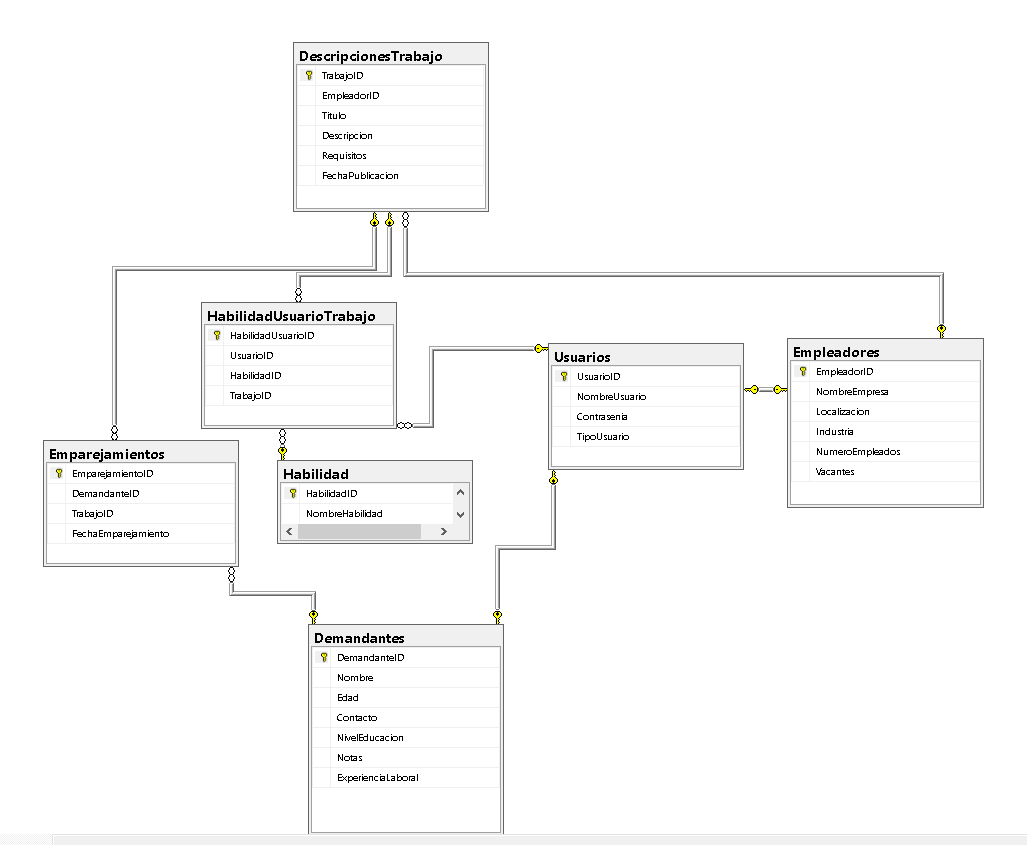 DescripcionesTrabajo
TrabajoID
EmpleadorID
Titulo
Descripcion
Requisitos
FechaPublicacion
HabilidadUsuarioTrabajo
HabilidadUsuarioID
UsuarioID
HabilidadID
TrabajoID
Usuarios
UsuarioID
NombreUsuario
Contrasenia
TipoUsuario
Empleadores
EmpleadorID
NombreEmpresa
Localizacion
Industria
NumeroEmpleados
Vacantes
Emparejamientos
EmparejamientoID
DemandanteID
TrabajoID
FechaEmparejamiento
Habilidad
HabilidadID
NombreHabilidad
Demandantes
DemandanteID
Nombre
Edad
Contacto
NivelEducacion
Notas
ExperienciaLaboral